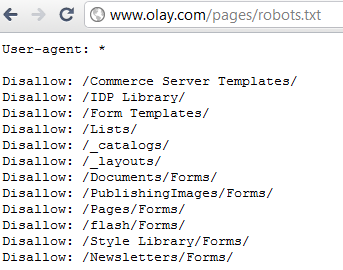 www.olay.com/pages/robots.txt
User-agent: *
Disallow: /Commerce Server Templates/
Disallow: /IDP Library/
Disallow: /Form Templates/
Disallow: /Lists/
Disallow: /_catalogs/
Disallow: /_layouts/
Disallow: /Documents/Forms/
Disallow: /PublishingImages/Forms/
Disallow: /Pages/Forms/
Disallow: /flash/Forms/
Disallow: /Style Library/Forms/
Disallow: /Newsletters/Forms/